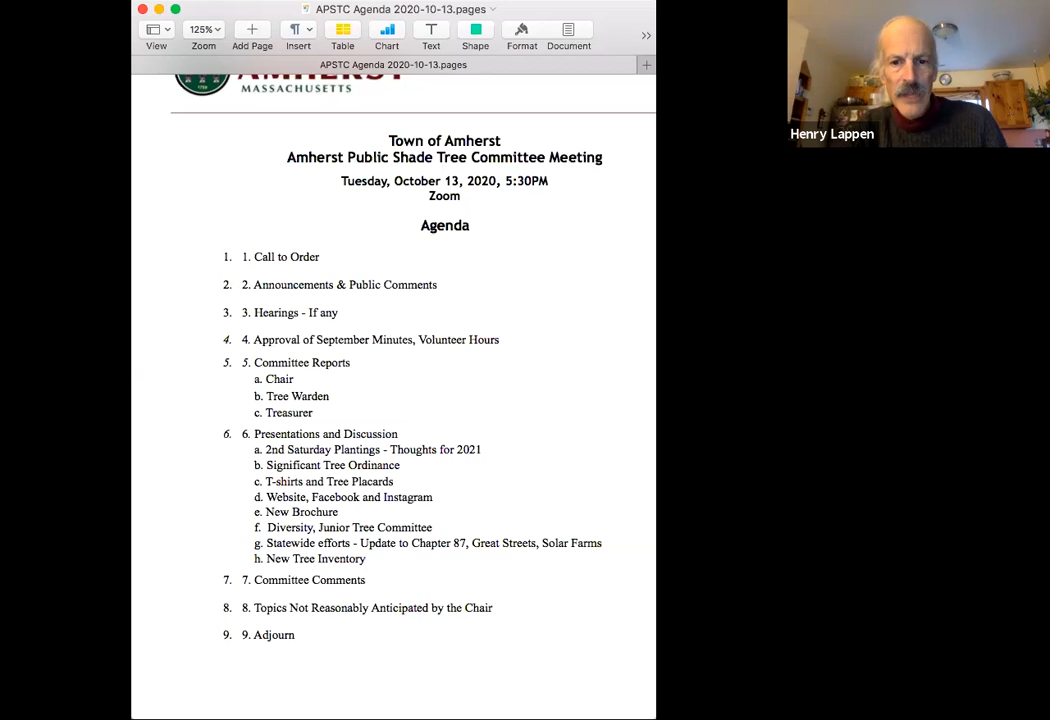 APSTC Agenda 2020-10-13.pages
125%
View
Zoom
Add Page
Insert
Table
Chart
Text
Shape
Format
Document
APSTC Agenda 2020-10-13.pages
AMHERST
MASSACHUSETTS
Town of Amherst
Amherst Public Shade Tree Committee Meeting
Tuesday, October 13, 2020, 5:30PM
Zoom
Agenda
1. 1. Call to Order
2. 2. Announcements & Public Comments
3. 3. Hearings - If any
4. 4. Approval of September Minutes, Volunteer Hours
5. 5. Committee Reports
a. Chair
b. Tree Warden
c. Treasurer
6. 6. Presentations and Discussion
a. 2nd Saturday Plantings - Thoughts for 2021
b. Significant Tree Ordinance
c. T-shirts and Tree Placards
d. Website, Facebook and Instagram
e. New Brochure
f. Diversity, Junior Tree Committee
g. Statewide efforts - Update to Chapter 87, Great Streets, Solar Farms
h. New Tree Inventory
7. 7. Committee Comments
8. 8. Topics Not Reasonably Anticipated by the Chair
9. 9. Adjourn
Henry Lappen